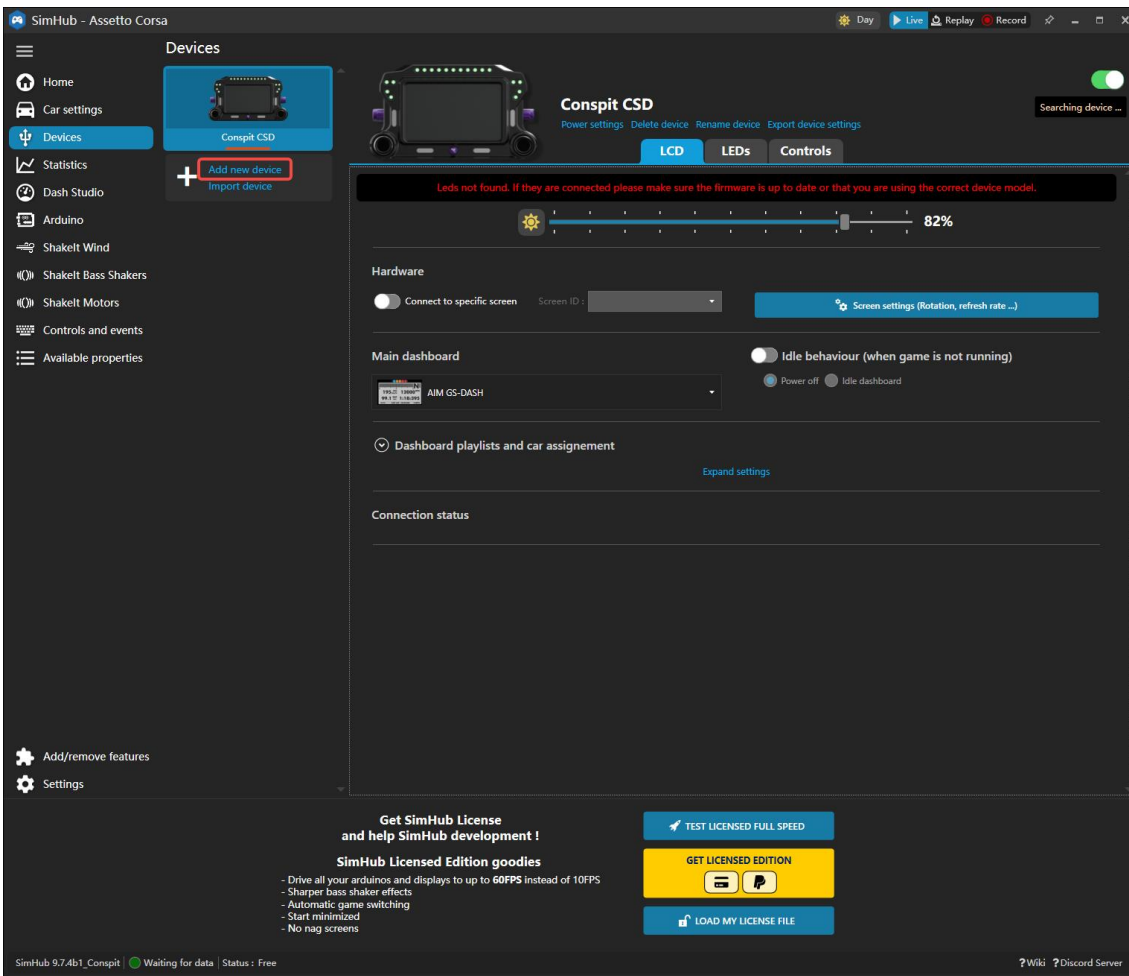 SimHub - Assetto Corsa
Day
Live
Replay
Record
Devices
Home
Car settings
Devices
Statistics
Dash Studio
Arduino
ShakeIt Wind
ShakeIt Bass Shakers
ShakeIt Motors
Controls and events
Available properties
Add/remove features
Settings
Conspit CSD
Add new device
Import device
Conspit CSD
Power settings Delete device Rename device Export device settings
Searching device ...
LCD
LEDs
Controls
Leds not found. If they are connected please make sure the firmware is up to date or that you are using the correct device model.
82%
Hardware
Connect to specific screen
Screen ID :
Screen settings (Rotation, refresh rate ...)
Main dashboard
AIM GS-DASH
Idle behaviour (when game is not running)
Power off
Idle dashboard
Dashboard playlists and car assignement
Expand settings
Connection status
Get SimHub License
and help SimHub development !
SimHub Licensed Edition goodies
- Drive all your arduinos and displays to up to 60FPS instead of 10FPS
- Sharper bass shaker effects
- Automatic game switching
- Start minimized
- No nag screens
TEST LICENSED FULL SPEED
GET LICENSED EDITION
LOAD MY LICENSE FILE
SimHub 9.7.4b1_Conspit
Waiting for data
Status : Free
? Wiki ? Discord Server